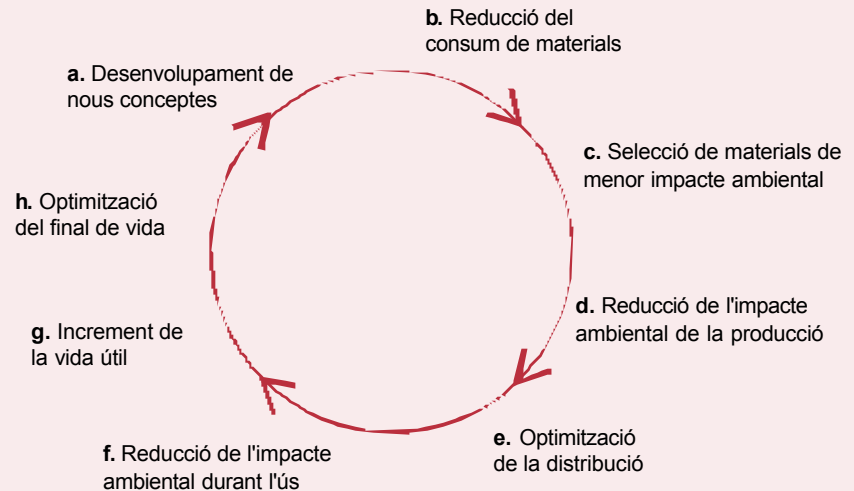 a. Desenvolupament de
nous conceptes
b. Reducció del
consum de materials
c. Selecció de materials de
menor impacte ambiental
d. Reducció de l'impacte
ambiental de la producció
e. Optimització
de la distribució
f. Reducció de l'impacte
ambiental durant l'ús
g. Increment de
la vida útil
h. Optimització
del final de vida